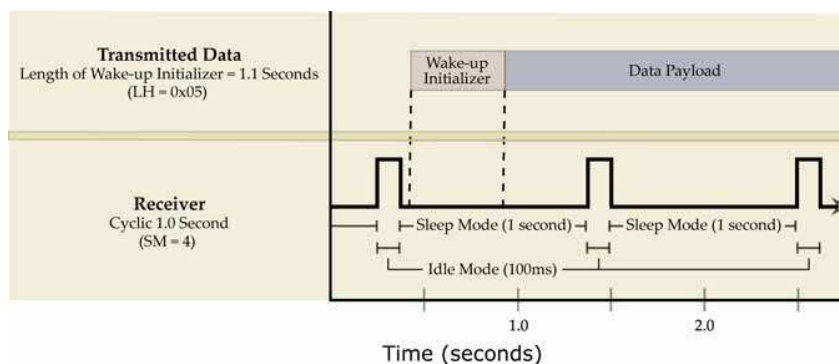 Transmitted Data
Length of Wake-up Initializer = 1.1 Seconds
(LH = 0x05)
Wake-up
Initializer
Data Payload
Receiver
Cyclic 1.0 Second
(SM = 4)
Sleep Mode (1 second)
Sleep Mode (1 second)
Idle Mode (100ms)
1.0
2.0
Time (seconds)